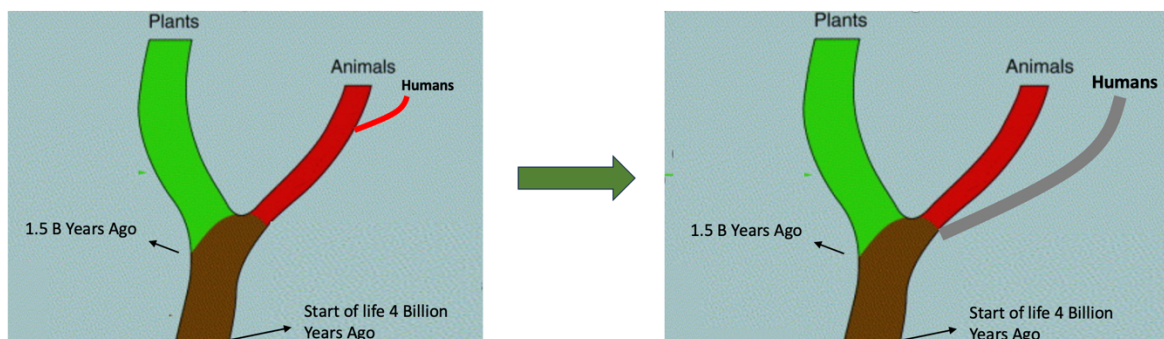 Plants
Animals
Humans
1.5 B Years Ago
Start of life 4 Billion
Years Ago
Plants
Animals
Humans
1.5 B Years Ago
Start of life 4 Billion
Years Ago